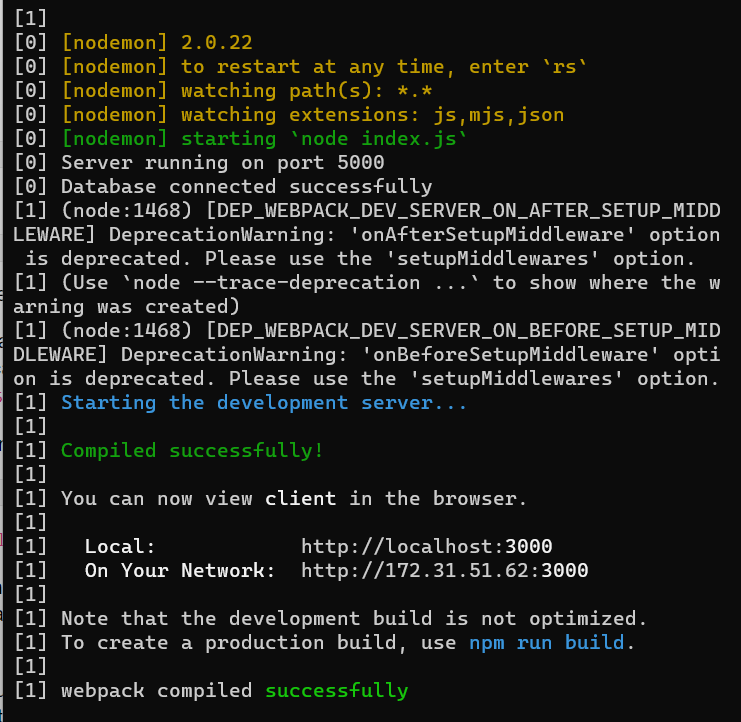 [1]
[0] [nodemon] 2.0.22
[0] [nodemon] to restart at any time, enter `rs`
[0] [nodemon] watching path(s): *.*
[0] [nodemon] watching extensions: js,mjs,json
[0] [nodemon] starting `node index.js`
[0] Server running on port 5000
[0] Database connected successfully
[1] (node:1468) [DEP_WEBPACK_DEV_SERVER_ON_AFTER_SETUP_MIDD
LEWARE] DeprecationWarning: 'onAfterSetupMiddleware' option
 is deprecated. Please use the 'setupMiddlewares' option.
[1] (Use `node --trace-deprecation ...` to show where the w
arning was created)
[1] (node:1468) [DEP_WEBPACK_DEV_SERVER_ON_BEFORE_SETUP_MID
DLEWARE] DeprecationWarning: 'onBeforeSetupMiddleware' opti
on is deprecated. Please use the 'setupMiddlewares' option.
[1] Starting the development server...
[1]
[1] Compiled successfully!
[1]
[1] You can now view client in the browser.
[1]
[1]   Local:            http://localhost:3000
[1]   On Your Network:  http://172.31.51.62:3000
[1]
[1] Note that the development build is not optimized.
[1] To create a production build, use npm run build.
[1]
[1] webpack compiled successfully